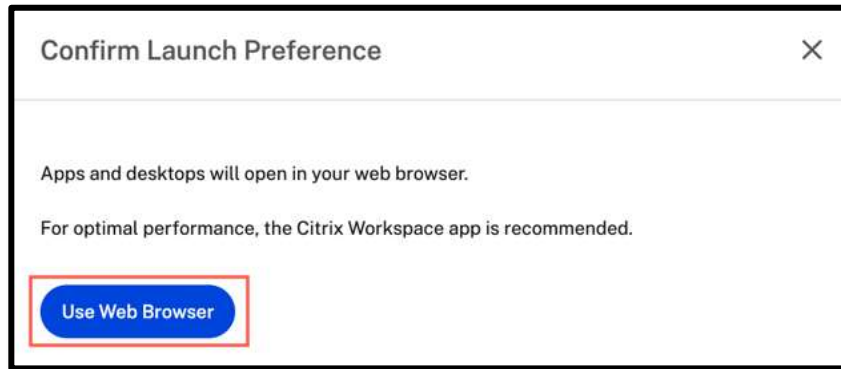 Confirm Launch Preference
Apps and desktops will open in your web browser.
For optimal performance, the Citrix Workspace app is recommended.
Use Web Browser